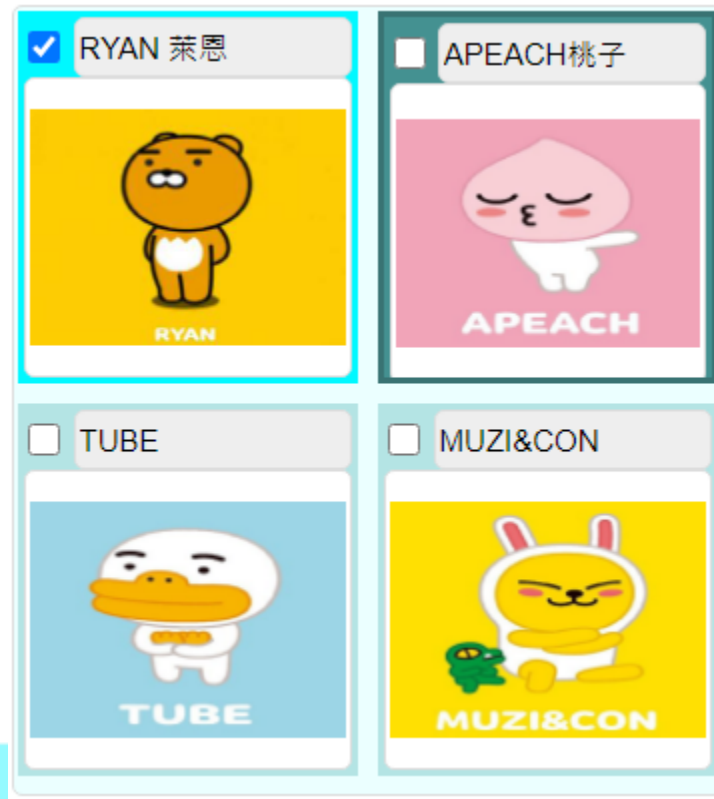 RYAN 萊恩
RYAN
APEACH桃子
APEACH
TUBE
TUBE
MUZI&CON
MUZI&CON